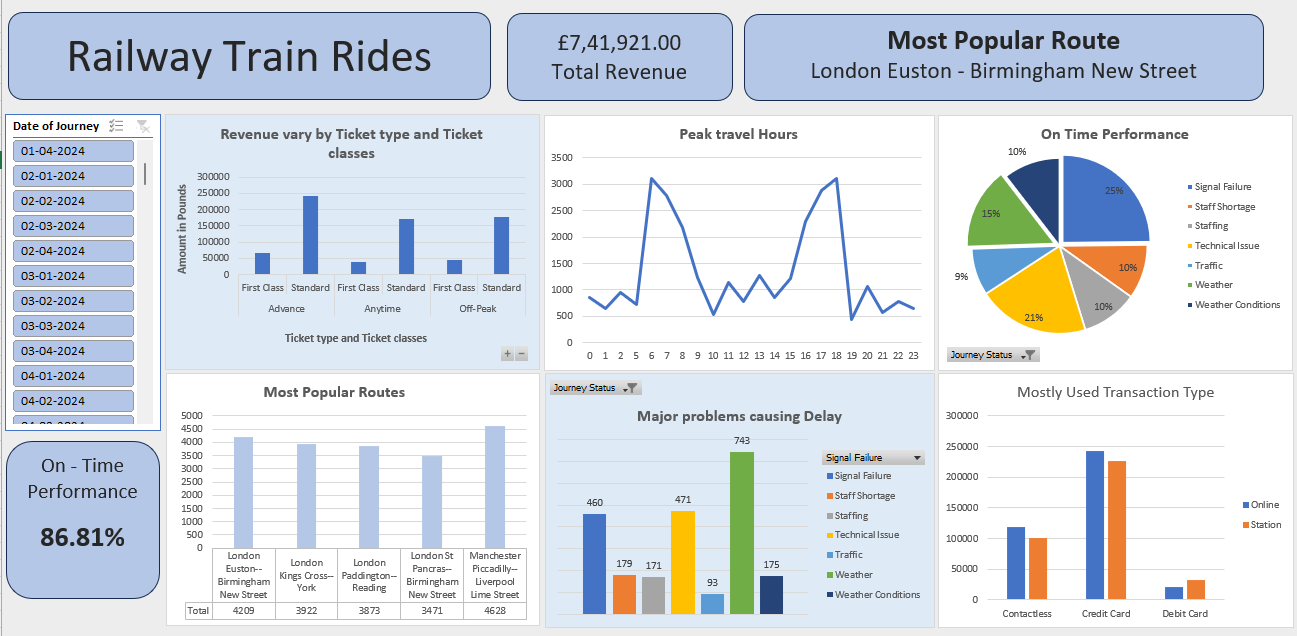 Railway Train Rides
£7,41,921.00
Total Revenue
Most Popular Route
London Euston - Birmingham New Street
Date of Journey
01-04-2024
02-01-2024
02-02-2024
02-03-2024
02-04-2024
03-01-2024
03-02-2024
03-03-2024
03-04-2024
04-01-2024
04-02-2024
On - Time
Performance
86.81%
Revenue vary by Ticket type and Ticket
classes
Amount in Pounds
300000
250000
200000
150000
100000
50000
0
First Class Standard First Class Standard First Class Standard
Advance Anytime Off-Peak
Ticket type and Ticket classes
+ −
Peak travel Hours
3500
3000
2500
2000
1500
1000
500
0
0 1 2 5 6 7 8 9 10 11 12 13 14 15 16 17 18 19 20 21 22 23
On Time Performance
10%
25%
15%
10%
9%
10%
21%
Signal Failure
Staff Shortage
Staffing
Technical Issue
Traffic
Weather
Weather Conditions
Journey Status
Most Popular Routes
5000
4500
4000
3500
3000
2500
2000
1500
1000
500
0
London
Euston--
Birmingham
New Street
London
Kings Cross--
York
London
Paddington--
Reading
London St
Pancras--
Birmingham
New Street
Manchester
Piccadilly--
Liverpool
Lime Street
Total 4209 3922 3873 3471 4628
Journey Status
Major problems causing Delay
460
179
171
471
93
743
175
Signal Failure
Signal Failure
Staff Shortage
Staffing
Technical Issue
Traffic
Weather
Weather Conditions
Mostly Used Transaction Type
300000
250000
200000
150000
100000
50000
0
Contactless Credit Card Debit Card
Online
Station